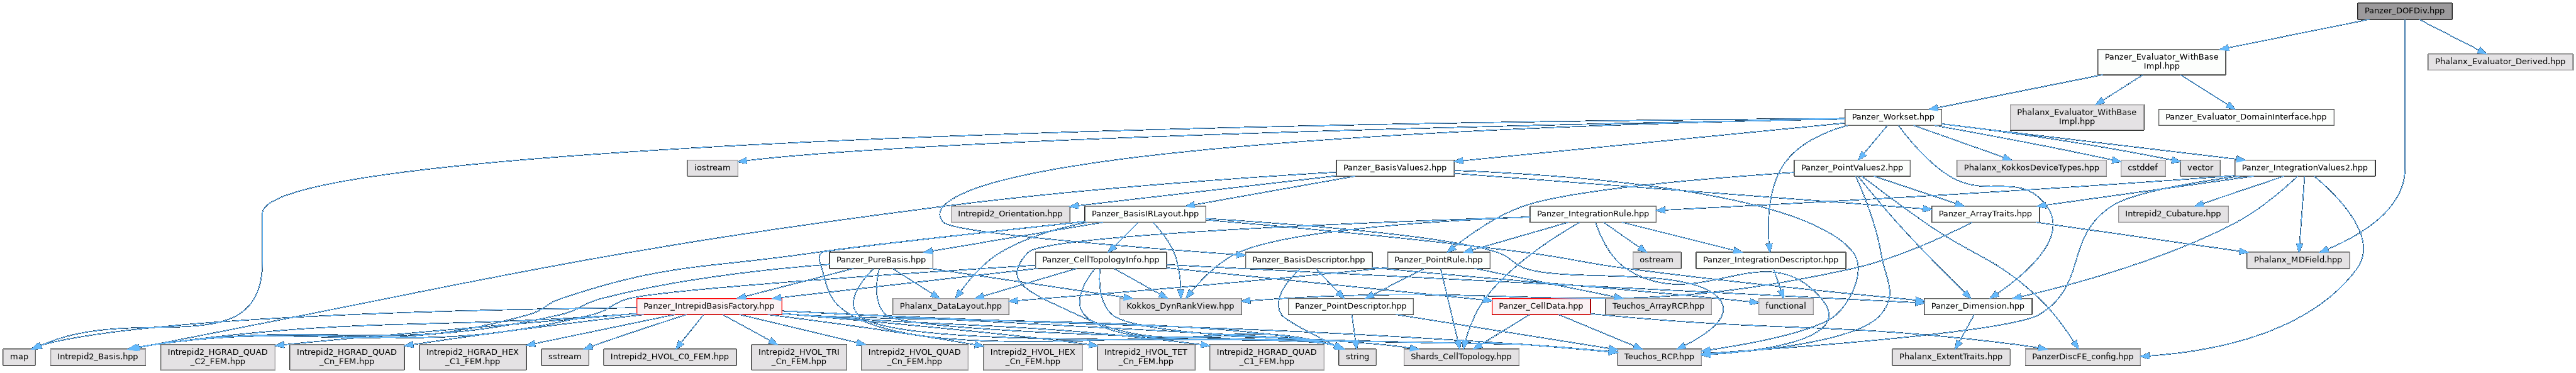 Panzer_DOFDiv.hpp
Panzer_Evaluator_WithBase
Impl.hpp
Phalanx_Evaluator_Derived.hpp
Panzer_Workset.hpp
Phalanx_Evaluator_WithBase
Impl.hpp
Panzer_Evaluator_DomainInterface.hpp
iostream
Panzer_BasisValues2.hpp
Panzer_PointValues2.hpp
Phalanx_KokkosDeviceTypes.hpp
cstddef
vector
Panzer_IntegrationValues2.hpp
Intrepid2_Orientation.hpp
Panzer_BasisIRLayout.hpp
Panzer_IntegrationRule.hpp
Panzer_ArrayTraits.hpp
Intrepid2_Cubature.hpp
Panzer_PureBasis.hpp
Panzer_CellTopologyInfo.hpp
Panzer_BasisDescriptor.hpp
Panzer_PointRule.hpp
ostream
Panzer_IntegrationDescriptor.hpp
Phalanx_MDField.hpp
Panzer_IntrepidBasisFactory.hpp
Phalanx_DataLayout.hpp
Kokkos_DynRankView.hpp
Panzer_PointDescriptor.hpp
Panzer_CellData.hpp
Teuchos_ArrayRCP.hpp
functional
Panzer_Dimension.hpp
map
Intrepid2_Basis.hpp
Intrepid2_HGRAD_QUAD
_C2_FEM.hpp
Intrepid2_HGRAD_QUAD
_Cn_FEM.hpp
Intrepid2_HGRAD_HEX
_C1_FEM.hpp
sstream
Intrepid2_HVOL_C0_FEM.hpp
Intrepid2_HVOL_TRI
_Cn_FEM.hpp
Intrepid2_HVOL_QUAD
_Cn_FEM.hpp
Intrepid2_HVOL_HEX
_Cn_FEM.hpp
Intrepid2_HVOL_TET
_Cn_FEM.hpp
Intrepid2_HGRAD_QUAD
_C1_FEM.hpp
string
Shards_CellTopology.hpp
Teuchos_RCP.hpp
Phalanx_ExtentTraits.hpp
PanzerDiscFE_config.hpp